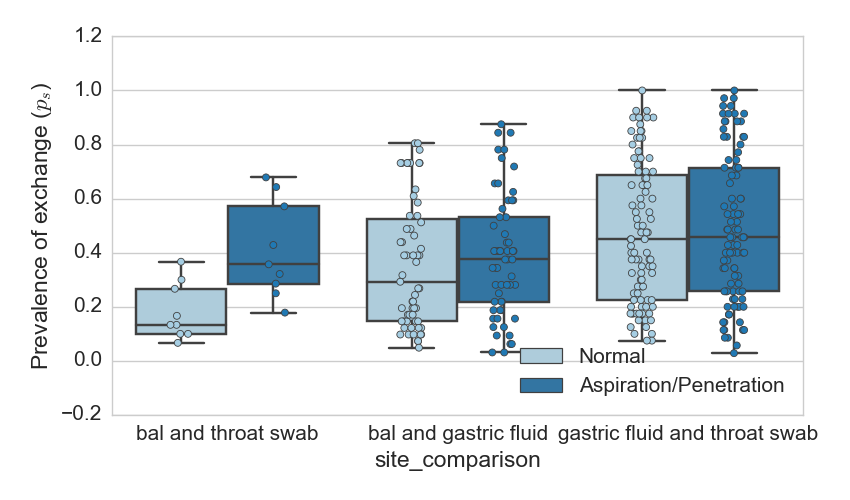 1.2
1.0
0.8
0.6
0.4
0.2
0.0
−0.2
Prevalence of exchange (pₛ)
Normal
Aspiration/Penetration
bal and throat swab
bal and gastric fluid
gastric fluid and throat swab
site_comparison